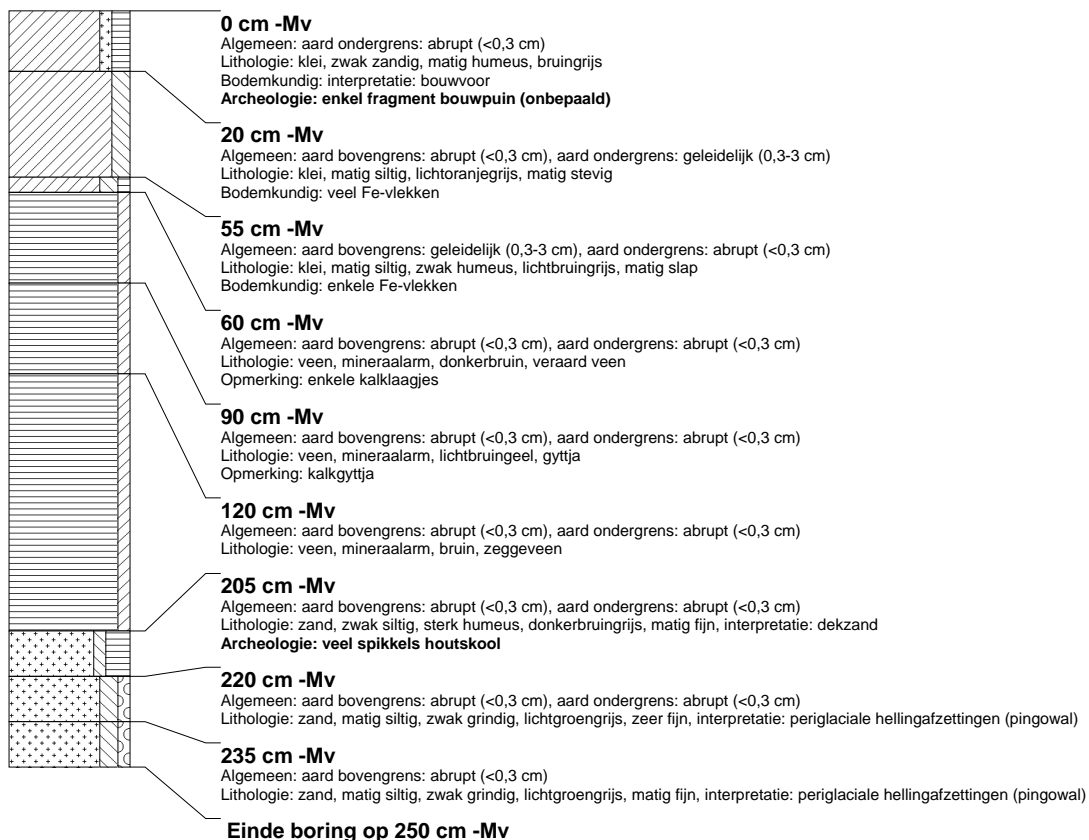 0 cm -Mv
Algemeen: aard ondergrens: abrupt (<0,3 cm)
Lithologie: klei, zwak zandig, matig humeus, bruingrijs
Bodemkundig: interpretatie: bouwvoor
Archeologie: enkel fragment bouwpuin (onbepaald)
20 cm -Mv
Algemeen: aard bovengrens: abrupt (<0,3 cm), aard ondergrens: geleidelijk (0,3-3 cm)
Lithologie: klei, matig siltig, lichtoranjegrijs, matig stevig
Bodemkundig: veel Fe-vlekken
55 cm -Mv
Algemeen: aard bovengrens: geleidelijk (0,3-3 cm), aard ondergrens: abrupt (<0,3 cm)
Lithologie: klei, matig siltig, zwak humeus, lichtbruingrijs, matig slap
Bodemkundig: enkele Fe-vlekken
60 cm -Mv
Algemeen: aard bovengrens: abrupt (<0,3 cm), aard ondergrens: abrupt (<0,3 cm)
Lithologie: veen, mineraalarm, donkerbruin, veraard veen
Opmerking: enkele kalklaagjes
90 cm -Mv
Algemeen: aard bovengrens: abrupt (<0,3 cm), aard ondergrens: abrupt (<0,3 cm)
Lithologie: veen, mineraalarm, lichtbruingeel, gyttja
Opmerking: kalkgyttja
120 cm -Mv
Algemeen: aard bovengrens: abrupt (<0,3 cm), aard ondergrens: abrupt (<0,3 cm)
Lithologie: veen, mineraalarm, bruin, zeggeveen
205 cm -Mv
Algemeen: aard bovengrens: abrupt (<0,3 cm), aard ondergrens: abrupt (<0,3 cm)
Lithologie: zand, zwak siltig, sterk humeus, donkerbruingrijs, matig fijn, interpretatie: dekzand
Archeologie: veel spikkels houtskool
220 cm -Mv
Algemeen: aard bovengrens: abrupt (<0,3 cm), aard ondergrens: abrupt (<0,3 cm)
Lithologie: zand, matig siltig, zwak grindig, lichtgroengrijs, zeer fijn, interpretatie: periglaciale hellingafzettingen (pingowal)
235 cm -Mv
Algemeen: aard bovengrens: abrupt (<0,3 cm)
Lithologie: zand, matig siltig, zwak grindig, lichtgroengrijs, matig fijn, interpretatie: periglaciale hellingafzettingen (pingowal)
Einde boring op 250 cm -Mv